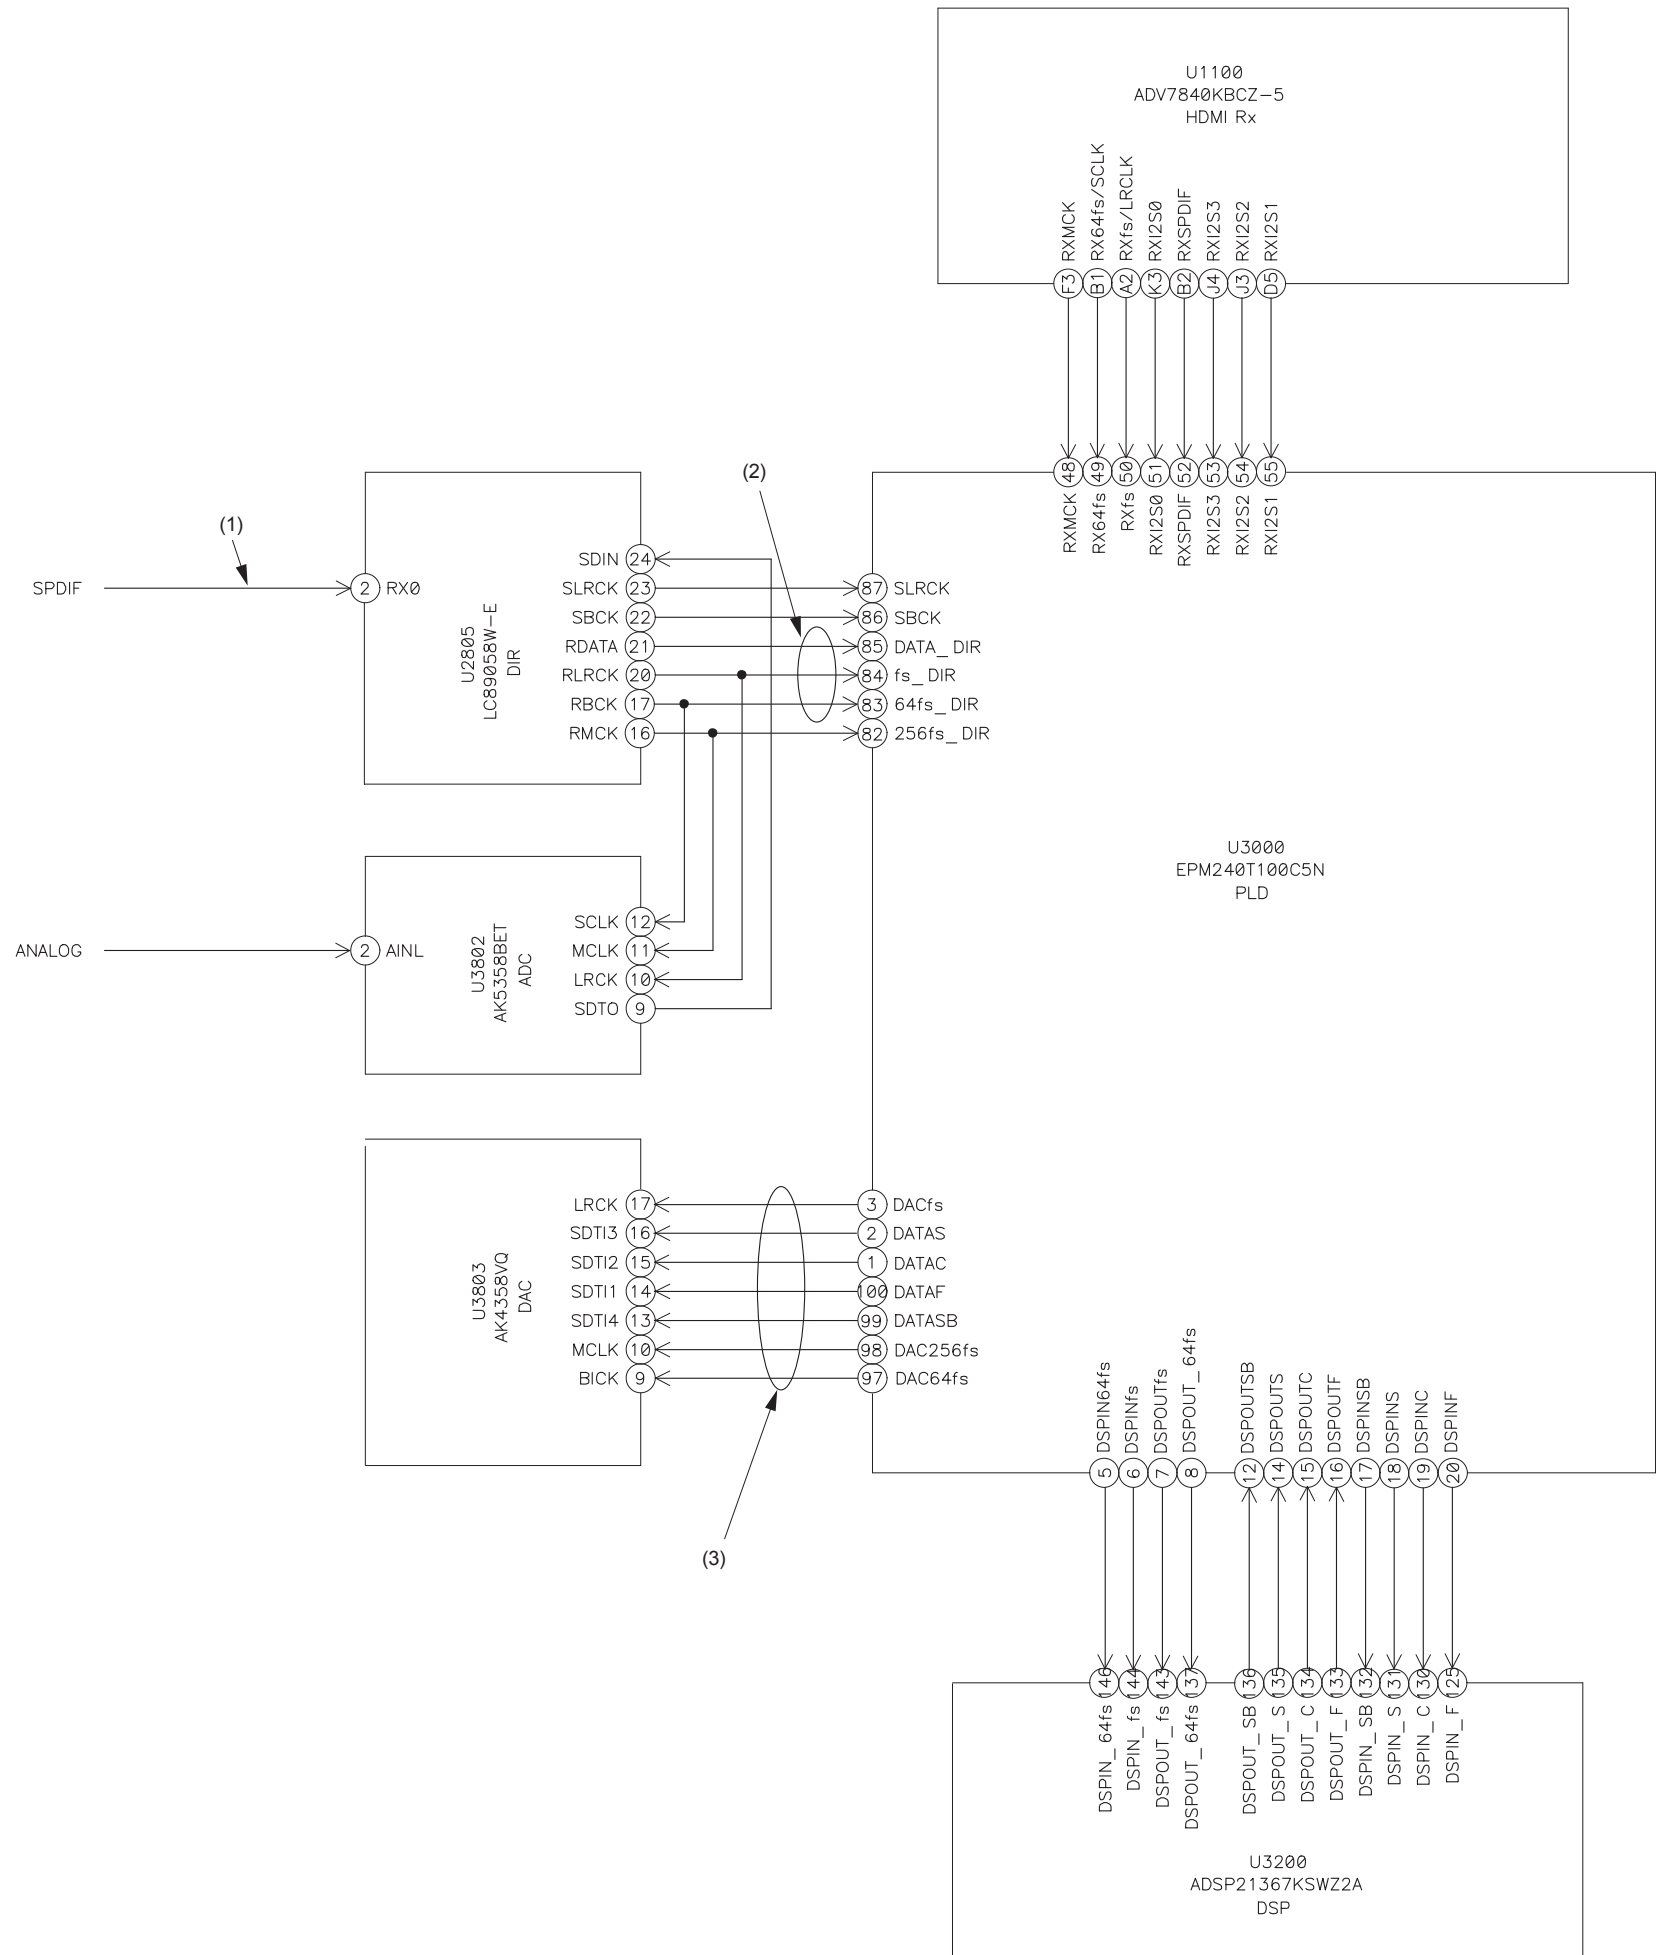 U1100
ADV7840KBCZ-5
HDMI Rx
RXMCK
RX64fs/SCLK
RXfs/LRCLK
RXI2S0
RXSPDIF
RXI2S3
RXI2S2
RXI2S1
F3
B1
A2
K3
B2
J4
J3
D5
48
49
50
51
52
53
54
55
RXMCK
RX64fs
RXfs
RXI2S0
RXSPDIF
RXI2S3
RXI2S2
RXI2S1
(1)
(2)
SPDIF
2 RX0
U2805
LC89058W-E
DIR
SDIN 24
SLRCK 23
SBCK 22
RDATA 21
RLRCK 20
RBCK 17
RMCK 16
87 SLRCK
86 SBCK
85 DATA_DIR
84 fs_DIR
83 64fs_DIR
82 256fs_DIR
U3000
EPM240T100C5N
PLD
ANALOG
2 AINL
U3802
AK5358BET
ADC
SCLK 12
MCLK 11
LRCK 10
SDTO 9
U3803
AK4358VQ
DAC
LRCK 17
SDTI3 16
SDTI2 15
SDTI1 14
SDTI4 13
MCLK 10
BICK 9
3 DACfs
2 DATAS
1 DATAC
100 DATAF
99 DATASB
98 DAC256fs
97 DAC64fs
(3)
DSPIN64fs
DSPINfs
DSPOUTfs
DSPOUT_64fs
DSPOUTSB
DSPOUTS
DSPOUTC
DSPOUTF
DSPINSB
DSPINS
DSPINC
DSPINF
5
6
7
8
12
14
15
16
17
18
19
20
146
144
143
137
136
135
134
133
132
131
130
125
DSPIN_64fs
DSPIN_fs
DSPOUT_fs
DSPOUT_64fs
DSPOUT_SB
DSPOUT_S
DSPOUT_C
DSPOUT_F
DSPIN_SB
DSPIN_S
DSPIN_C
DSPIN_F
U3200
ADSP21367KSWZ2A
DSP